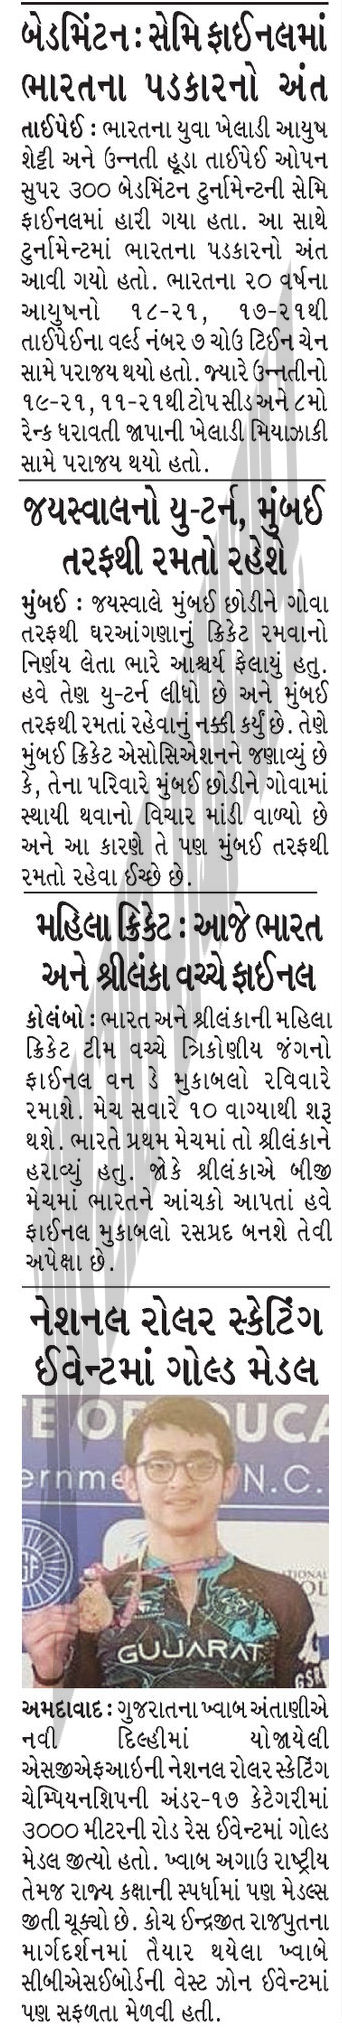 બેડમિંટન : સેમિ ફાઈનલમાં
ભારતના પડકારનો અંત
તાઈપેઈ : ભારતના યુવા ખેલાડી આયુષ
શેટ્ટી અને ઉન્નતી હૂડા તાઈપેઈ ઓપન
સુપર ૩૦૦ બેડમિંટન ટુર્નામેન્ટની સેમિ
ફાઈનલમાં હારી ગયા હતા. આ સાથે
ટુર્નામેન્ટમાં ભારતના પડકારનો અંત
આવી ગયો હતો. ભારતના ૨૦ વર્ષના
આયુષનો ૧૮-૨૧, ૧૭-૨૧થી
તાઈપેઈના વર્લ્ડ નંબર ૭ ચોઉ ટિઈન ચેન
સામે પરાજય થયો હતો. જ્યારે ઉન્નતીનો
૧૯-૨૧, ૧૧-૨૧થી ટોપ સીડ અને ૮મો
રેન્ક ધરાવતી જાપાની ખેલાડી મિયાઝાકી
સામે પરાજય થયો હતો.
જયસ્વાલનો યુ-ટર્ન, મુંબઈ
તરફથી રમતો રહેશે
મુંબઈ : જયસ્વાલે મુંબઈ છોડીને ગોવા
તરફથી ઘરઆંગણાનું ક્રિકેટ રમવાનો
નિર્ણય લેતા ભારે આશ્ચર્ય ફેલાયું હતુ.
હવે તેણ યુ-ટર્ન લીધો છે અને મુંબઈ
તરફથી રમતાં રહેવાનું નક્કી કર્યું છે. તેણે
મુંબઈ ક્રિકેટ એસોસિએશનને જણાવ્યું છે
કે, તેના પરિવારે મુંબઈ છોડીને ગોવામાં
સ્થાયી થવાનો વિચાર માંડી વાળ્યો છે
અને આ કારણે તે પણ મુંબઈ તરફથી
રમતો રહેવા ઈચ્છે છે.
મહિલા ક્રિકેટ : આજે ભારત
અને શ્રીલંકા વચ્ચે ફાઈનલ
કોલંબો : ભારત અને શ્રીલંકાની મહિલા
ક્રિકેટ ટીમ વચ્ચે ત્રિકોણીય જંગનો
ફાઈનલ વન ડે મુકાબલો રવિવારે
રમાશે. મેચ સવારે ૧૦ વાગ્યાથી શરૂ
થશે. ભારતે પ્રથમ મેચમાં તો શ્રીલંકાને
હરાવ્યું હતુ. જોકે શ્રીલંકાએ બીજી
મેચમાં ભારતને આંચકો આપતાં હવે
ફાઈનલ મુકાબલો રસપ્રદ બનશે તેવી
અપેક્ષા છે.
નેશનલ રોલર સ્કેટિંગ
ઈવેન્ટમાં ગોલ્ડ મેડલ
TE OF DUCA
ernme N.C.
GUJARAT
અમદાવાદ : ગુજરાતના ખ્વાબ અંતાણીએ
નવી દિલ્હીમાં યોજાયેલી
એસજીએફઆઇની નેશનલ રોલર સ્કેટિંગ
ચેમ્પિયનશિપની અંડર-૧૭ કેટેગરીમાં
૩૦૦૦ મીટરની રોડ રેસ ઈવેન્ટમાં ગોલ્ડ
મેડલ જીત્યો હતો. ખ્વાબ અગાઉ રાષ્ટ્રીય
તેમજ રાજ્ય કક્ષાની સ્પર્ધામાં પણ મેડલ્સ
જીતી ચૂક્યો છે. કોચ ઈન્દ્રજીત રાજપુતના
માર્ગદર્શનમાં તૈયાર થયેલા ખ્વાબે
સીબીએસઈબોર્ડની વેસ્ટ ઝોન ઈવેન્ટમાં
પણ સફળતા મેળવી હતી.